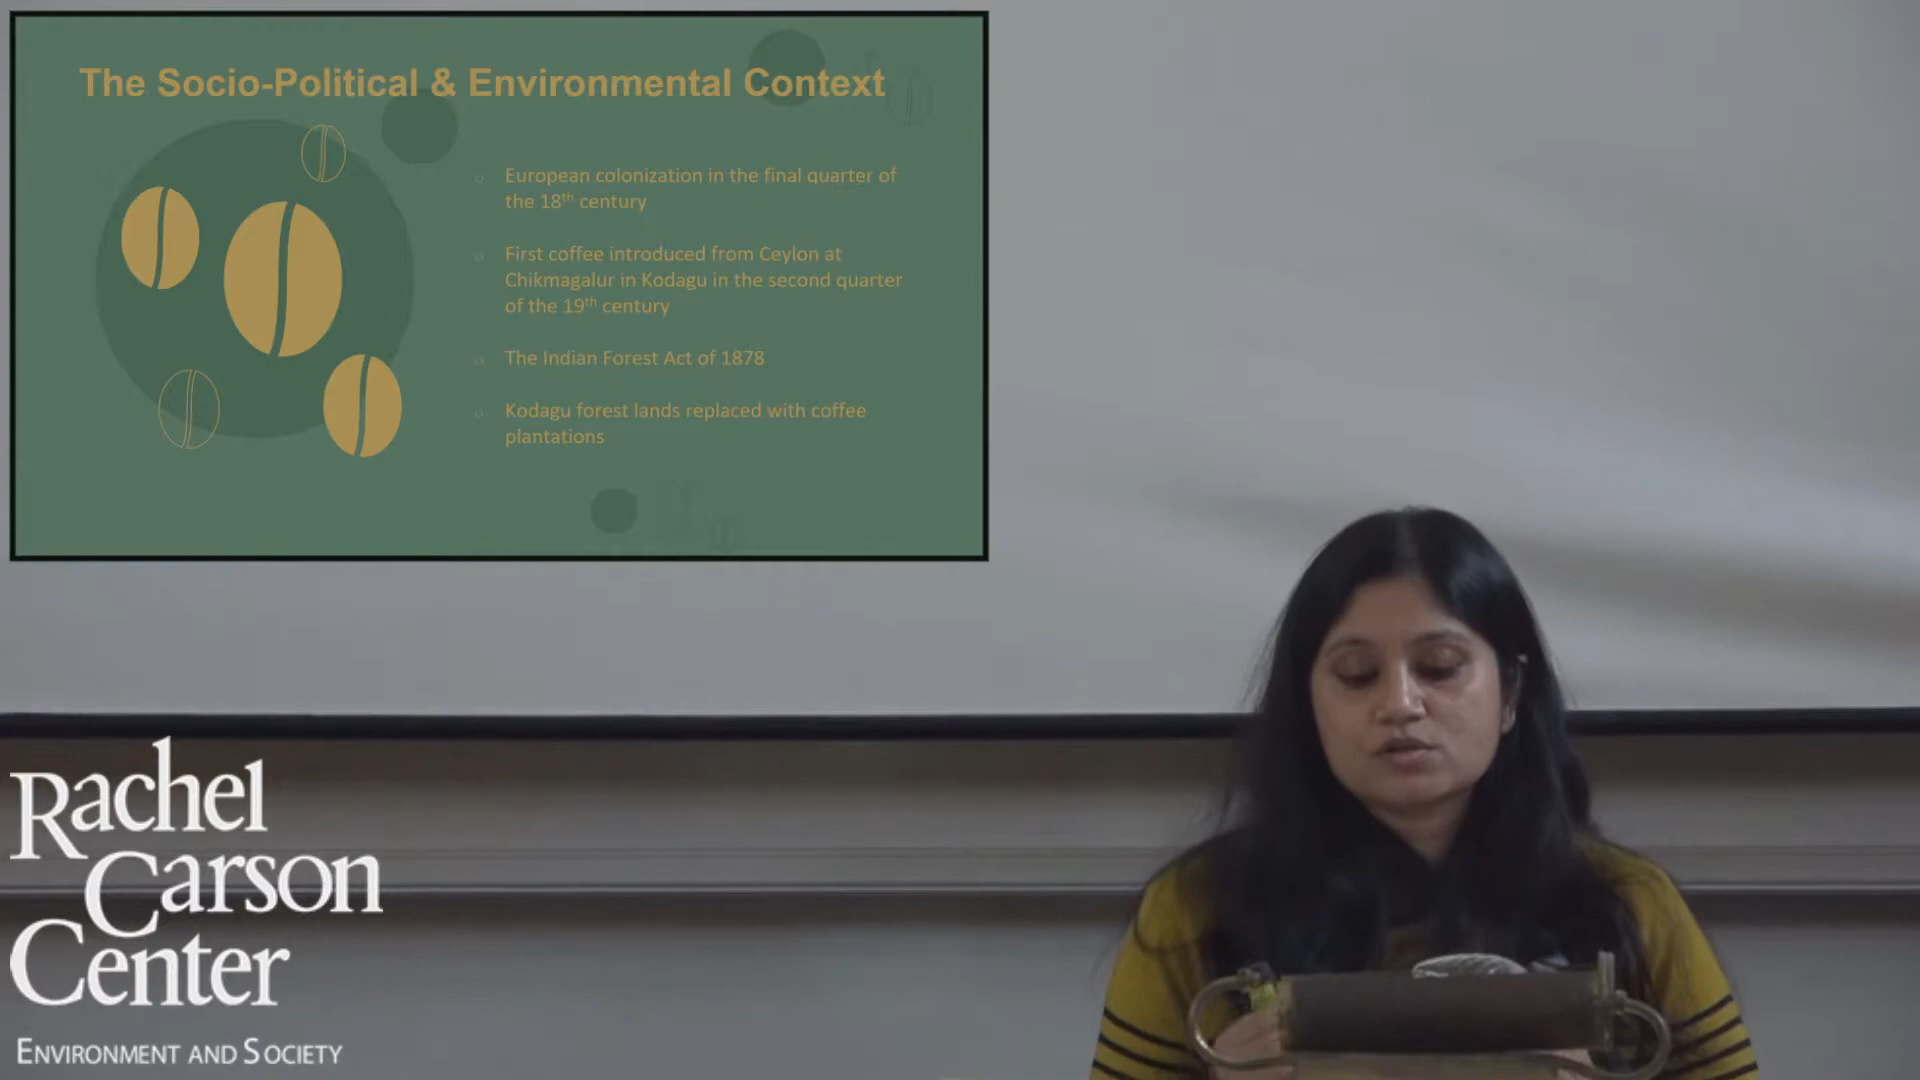 The Socio-Political & Environmental Context
European colonization in the final quarter of
the 18th century
First coffee introduced from Ceylon at
Chikmagalur in Kodagu in the second quarter
of the 19th century
The Indian Forest Act of 1878
Kodagu forest lands replaced with coffee
plantations
Rachel
Carson
Center
ENVIRONMENT AND SOCIETY